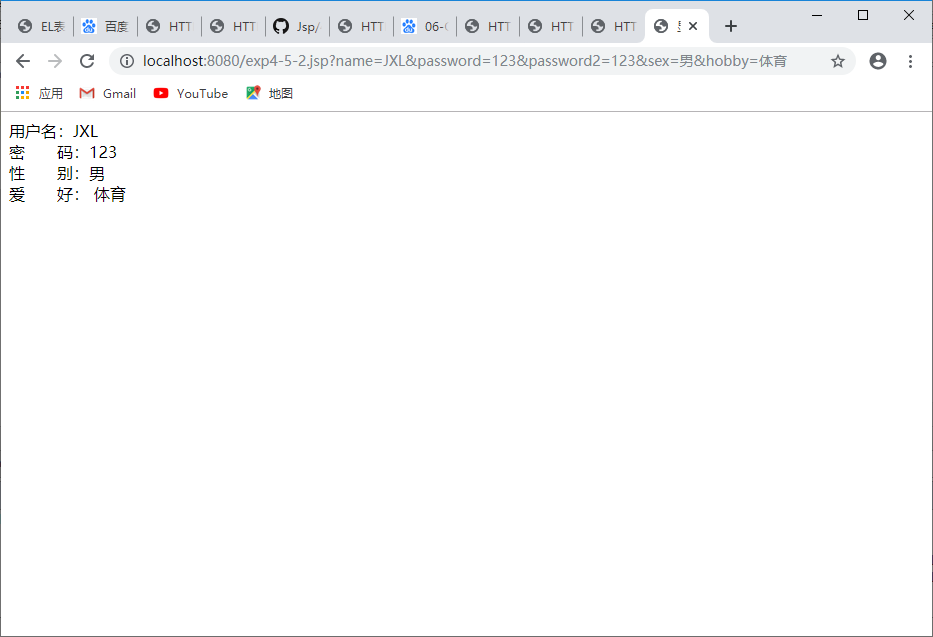 EL表 百度 HTT HTT Jsp/ HTT 06- HTT HTT HTT
localhost:8080/exp4-5-2.jsp?name=JXL&password=123&password2=123&sex=男&hobby=体育
应用 Gmail YouTube 地图
用户名：JXL
密 码：123
性 别：男
爱 好： 体育